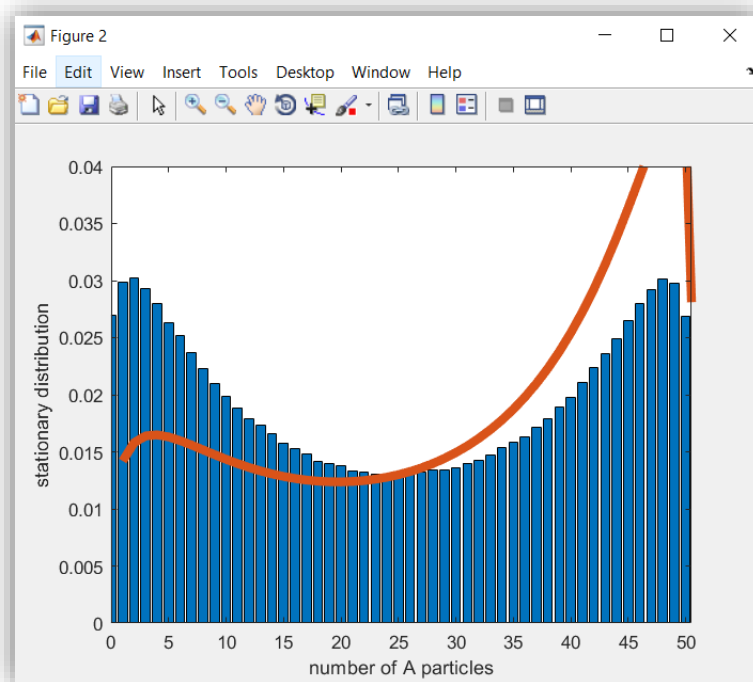 Figure 2
File Edit View Insert Tools Desktop Window Help
0.04
0.035
0.03
0.025
0.02
0.015
0.01
0.005
0
stationary distribution
0 5 10 15 20 25 30 35 40 45 50
number of A particles